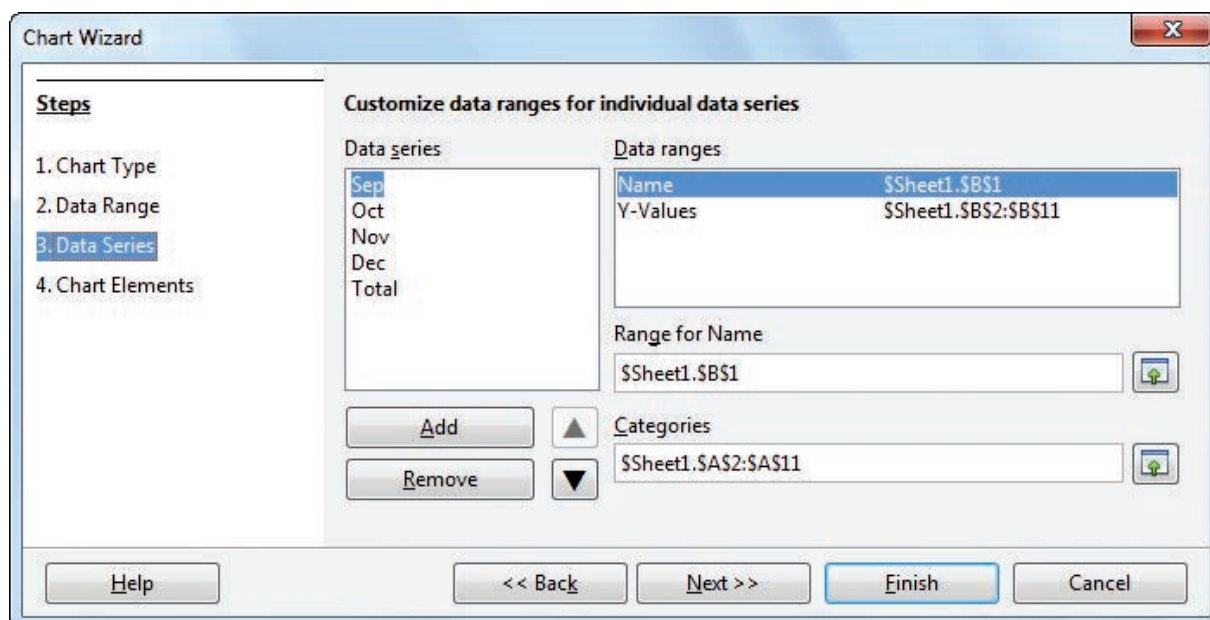 Chart Wizard
X
Steps
1. Chart Type
2. Data Range
3. Data Series
4. Chart Elements
Customize data ranges for individual data series
Data series
Sep
Oct
Nov
Dec
Total
Add
Remove
Data ranges
Name $Sheet1.$B$1
Y-Values $Sheet1.$B$2:$B$11
Range for Name
$Sheet1.$B$1
Categories
$Sheet1.$A$2:$A$11
Help
<< Back
Next >>
Finish
Cancel